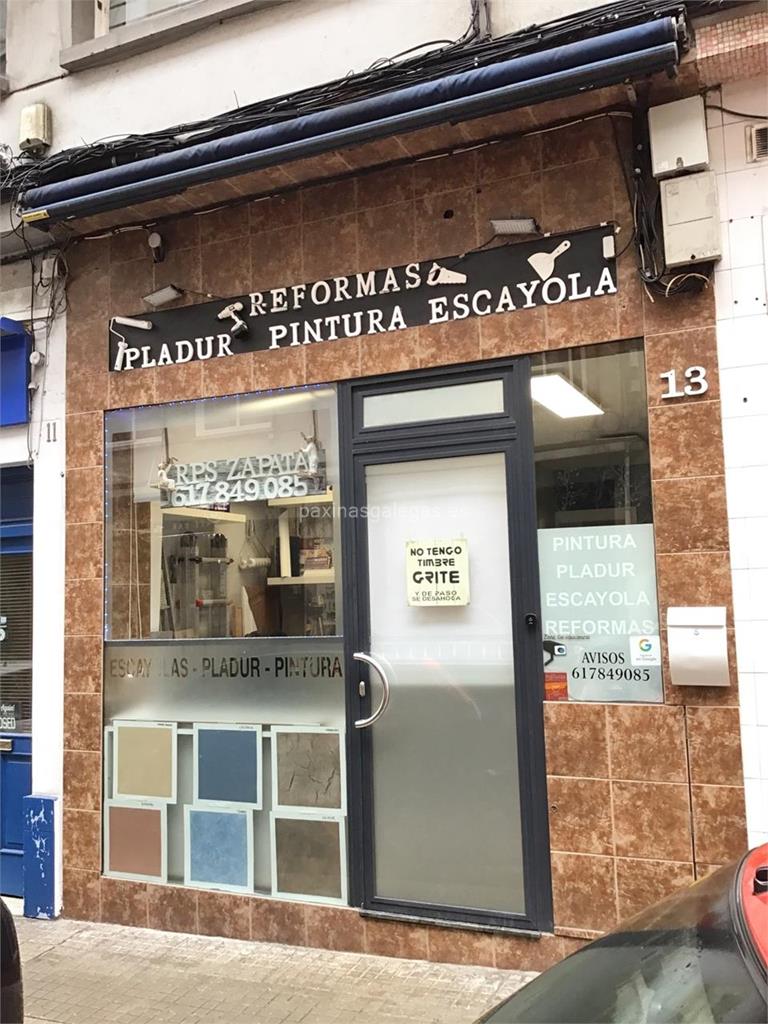 REFORMAS
PLADUR PINTURA ESCAYOLA
13
11
RPS ZAPATA
617 849 085
paxinasgalegas.es
NO TENGO
TIMBRE
GRITE
Y DE PASO
SE DESAHOGA
PINTURA
PLADUR
ESCAYOLA
REFORMAS
AVISOS
617849085
ESCAYOLAS - PLADUR - PINTURA